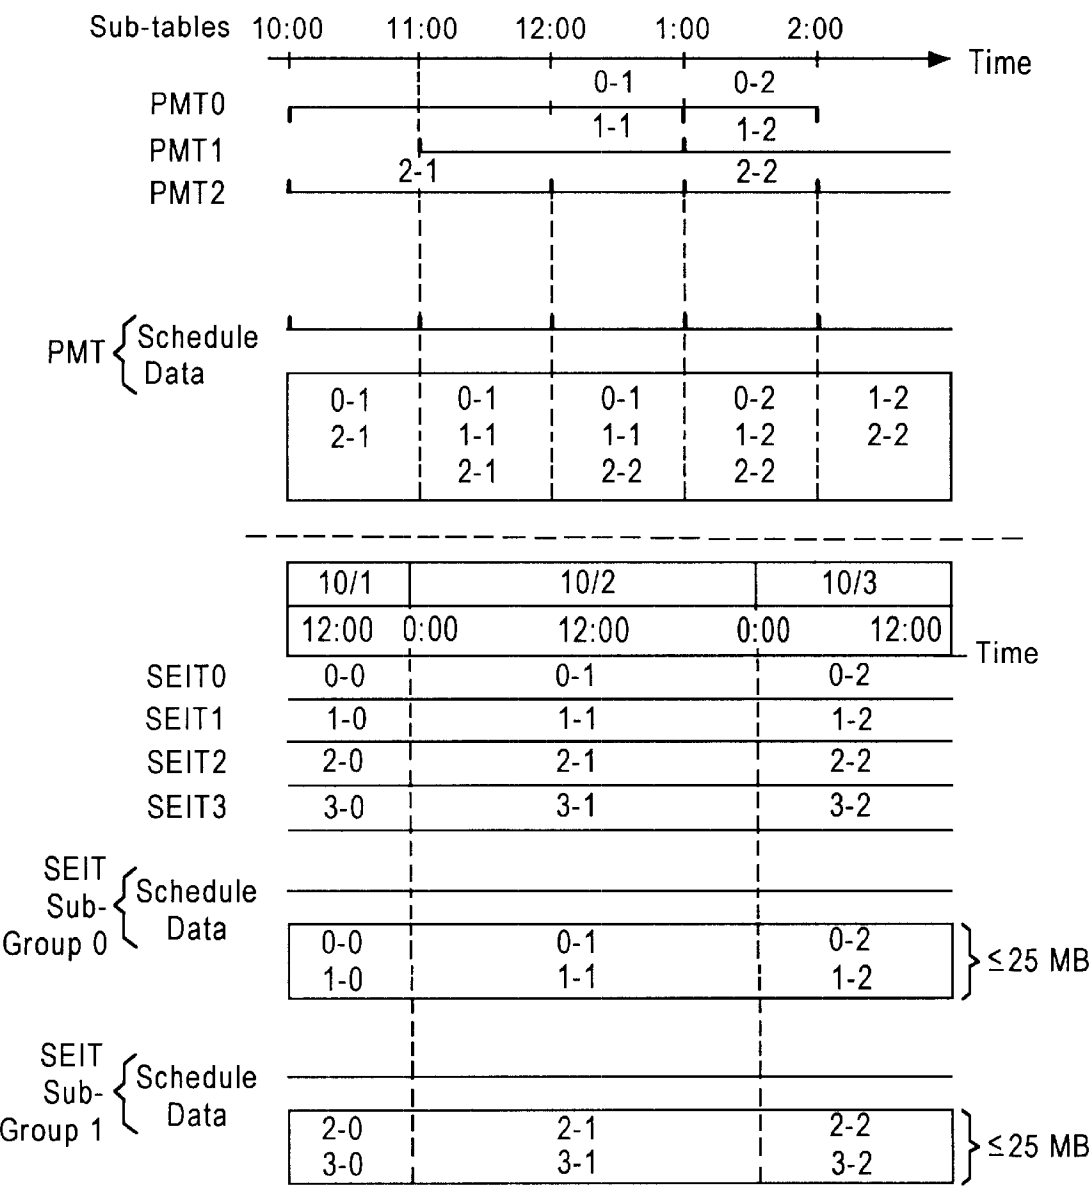 Sub-tables 10:00 11:00 12:00 1:00 2:00
Time
0-1 0-2
PMT0
1-1 1-2
PMT1
2-1 2-2
PMT2
PMT { Schedule Data
0-1 0-1 0-1 0-2 1-2
2-1 1-1 1-1 1-2 2-2
2-1 2-2 2-2
10/1 10/2 10/3
12:00 0:00 12:00 0:00 12:00
Time
SEIT0 0-0 0-1 0-2
SEIT1 1-0 1-1 1-2
SEIT2 2-0 2-1 2-2
SEIT3 3-0 3-1 3-2
SEIT Sub-Group 0 { Schedule Data
0-0 0-1 0-2
1-0 1-1 1-2
} ≤25 MB
SEIT Sub-Group 1 { Schedule Data
2-0 2-1 2-2
3-0 3-1 3-2
} ≤25 MB